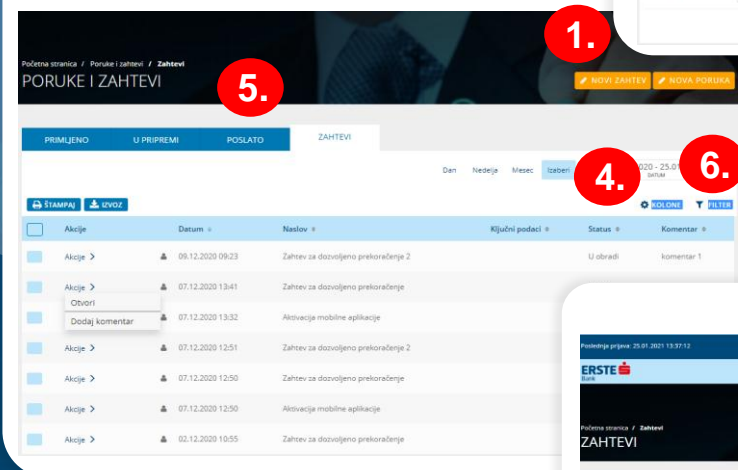 1.
Početna stranica / Poruke i zahtevi / Zahtevi
PORUKE I ZAHTEVI
5.
NOVI ZAHTEV NOVA PORUKA
PRIMLJENO U PRIPREMI POSLATO ZAHTEVI
Dan Nedelja Mesec Izaberi
020 - 25.01
DATUM
4.
6.
ŠTAMPAJ IZVOZ
KOLONE FILTER
Akcije Datum Naslov Ključni podaci Status Komentar
Akcije 09.12.2020 09:23 Zahtev za dozvoljeno prekoračenje 2 U obradi komentar 1
Akcije 07.12.2020 13:41 Zahtev za dozvoljeno prekoračenje
Otvori
Dodaj komentar 07.12.2020 13:32 Aktivacija mobilne aplikacije
Akcije 07.12.2020 12:51 Zahtev za dozvoljeno prekoračenje 2
Akcije 07.12.2020 12:50 Zahtev za dozvoljeno prekoračenje
Akcije 07.12.2020 12:50 Aktivacija mobilne aplikacije
Akcije 02.12.2020 10:55 Zahtev za dozvoljeno prekoračenje
Poslednja prijava: 25.01.2021 13:37:12
ERSTE
Bank
Početna stranica / Zahtevi
ZAHTEVI